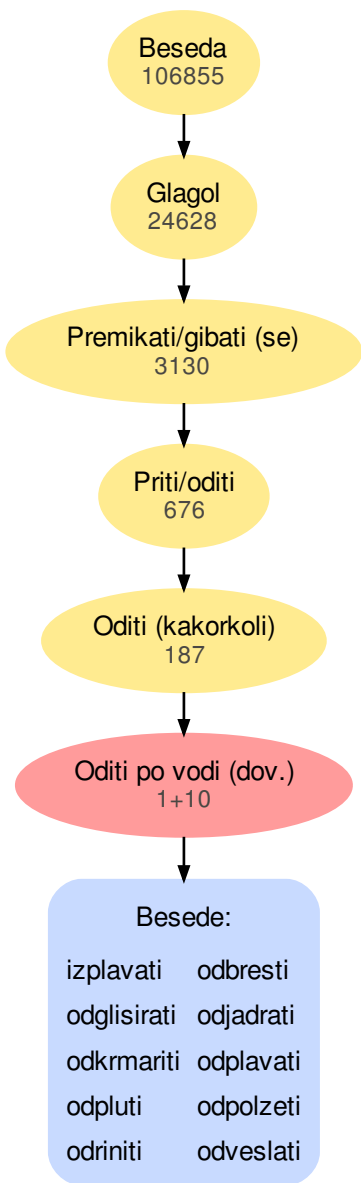 Beseda
106855
Glagol
24628
Premikati/gibati (se)
3130
Priti/oditi
676
Oditi (kakorkoli)
187
Oditi po vodi (dov.)
1+10
Besede:
izplavati odbresti
odglisirati odjadrati
odkrmariti odplavati
odpluti odpolzeti
odriniti odveslati